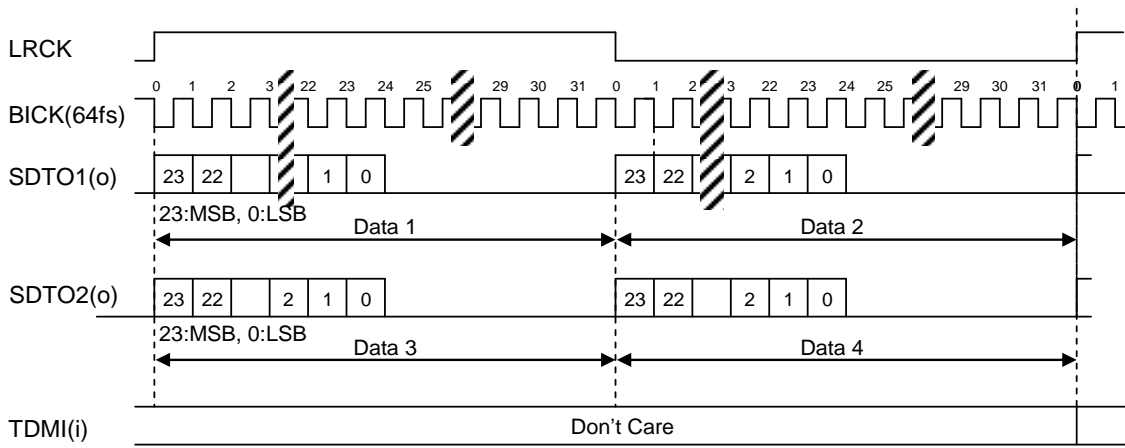 LRCK
0 1 2 3 22 23 24 25 29 30 31 0 1 2 3 22 23 24 25 29 30 31 0 1
BICK(64fs)
SDTO1(o) 23 22 1 0 23 22 2 1 0
23:MSB, 0:LSB
Data 1 Data 2
SDTO2(o) 23 22 2 1 0 23 22 2 1 0
23:MSB, 0:LSB
Data 3 Data 4
TDMI(i) Don't Care